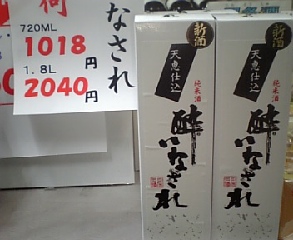 荷
なされ
720ML
1018円
1.8L
2040円
新酒
天恵仕込
純米酒
酔いなされ
新酒
天恵仕込
純米酒
酔いなされ